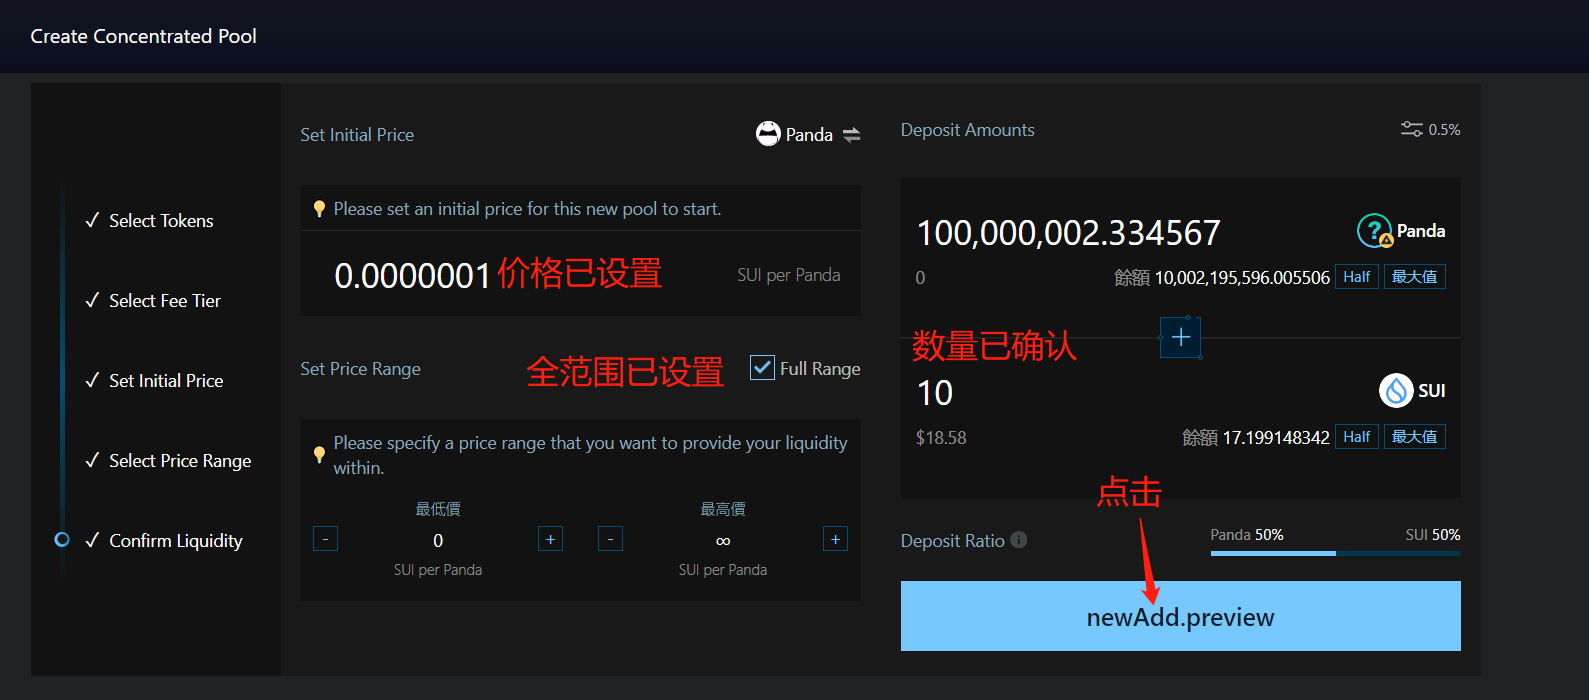 Create Concentrated Pool
Select Tokens
Select Fee Tier
Set Initial Price
Select Price Range
Confirm Liquidity
Set Initial Price
Panda
Please set an initial price for this new pool to start.
0.0000001 价格已设置
SUI per Panda
Set Price Range
全范围已设置
Full Range
Please specify a price range that you want to provide your liquidity
within.
最低價
- 0 +
SUI per Panda
最高價
- ∞ +
SUI per Panda
Deposit Amounts
0.5%
100,000,002.334567
Panda
0
餘額 10,002,195,596.005506 Half 最大值
数量已确认
+
10
SUI
$18.58
餘額 17.199148342 Half 最大值
点击
Deposit Ratio
Panda 50%
SUI 50%
newAdd.preview